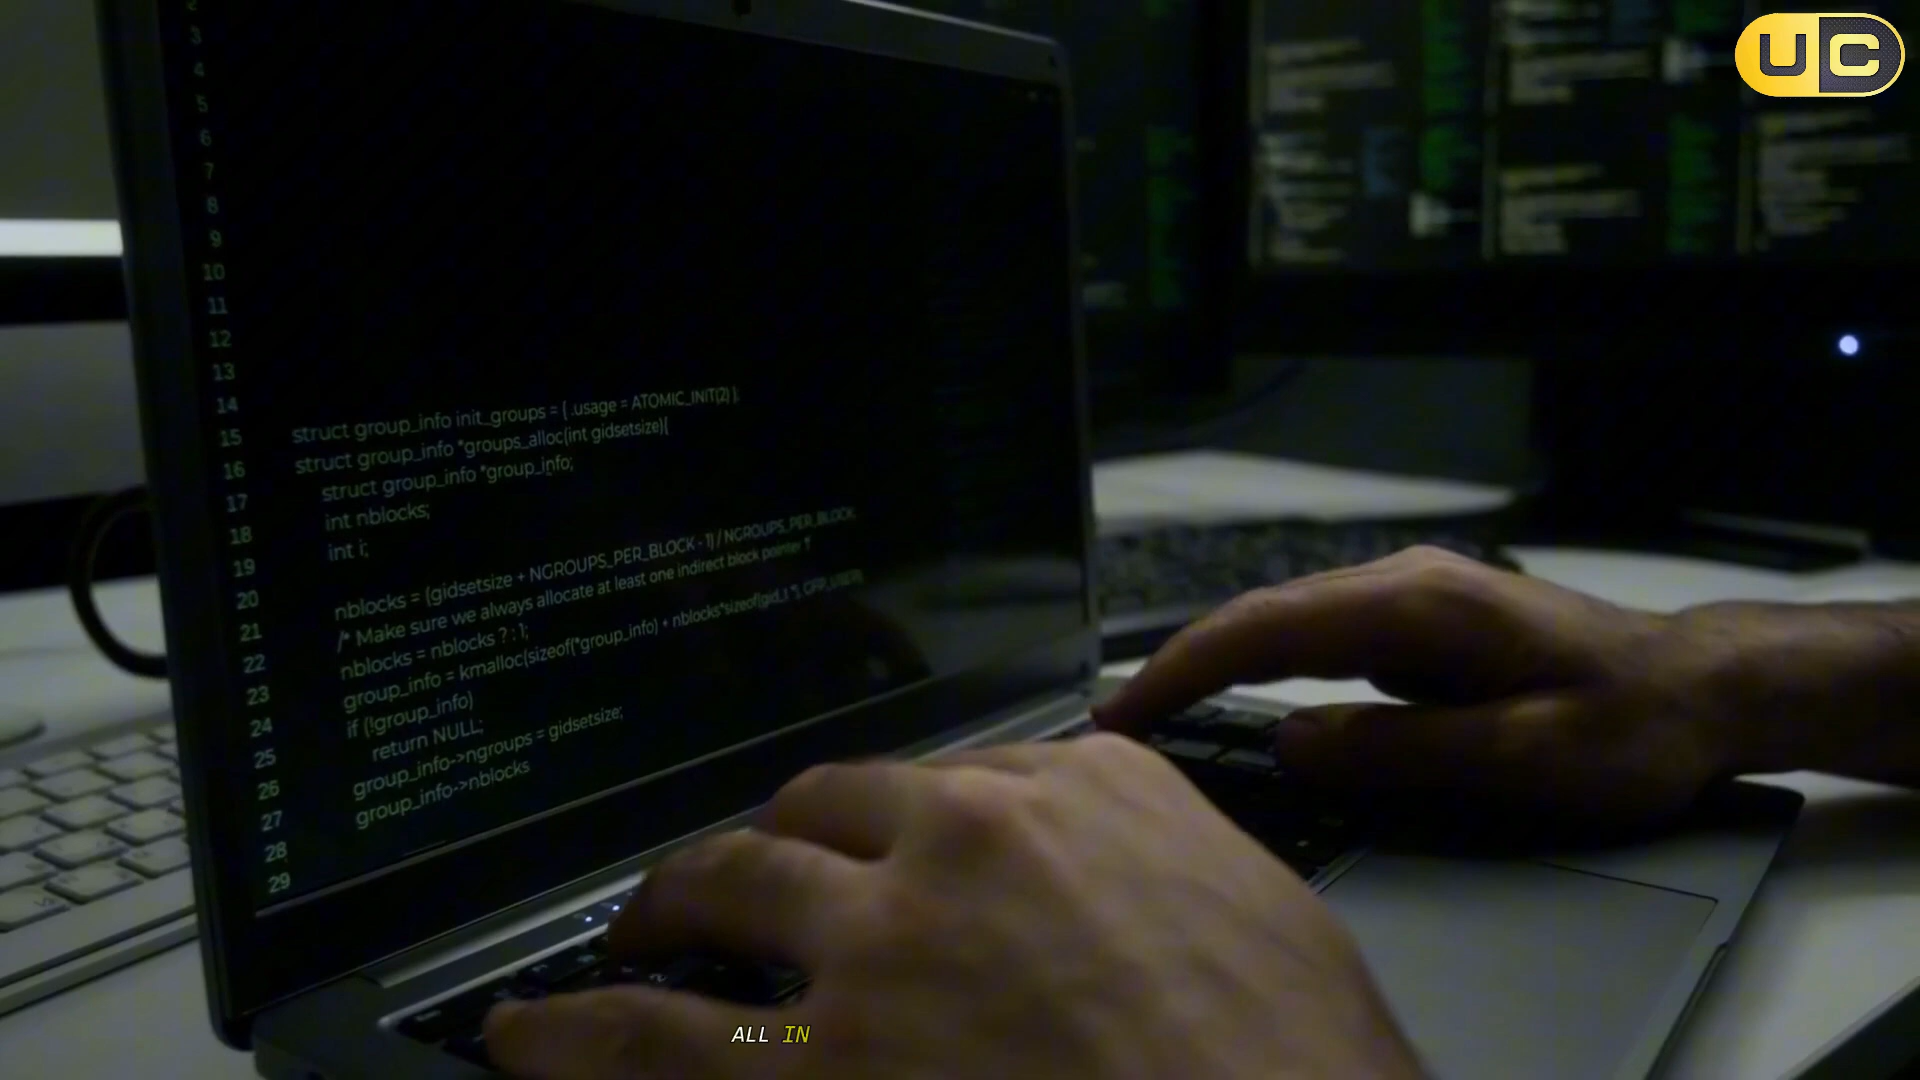 UC
2
3
4
5
6
7
8
9
10
11
12
13
14
15
16
17
18
19
20
21
22
23
24
25
26
27
28
29
struct group_info init_groups = { .usage = ATOMIC_INIT(2) };
struct group_info *groups_alloc(int gidsetsize){
struct group_info *group_info;
int nblocks;
int i;
nblocks = (gidsetsize + NGROUPS_PER_BLOCK - 1) / NGROUPS_PER_BLOCK;
/* Make sure we always allocate at least one indirect block pointer */
nblocks = nblocks ? : 1;
group_info = kmalloc(sizeof(*group_info) + nblocks*sizeof(gid_t *), GFP_USER);
if (!group_info)
return NULL;
group_info->ngroups = gidsetsize;
group_info->nblocks
ALL IN